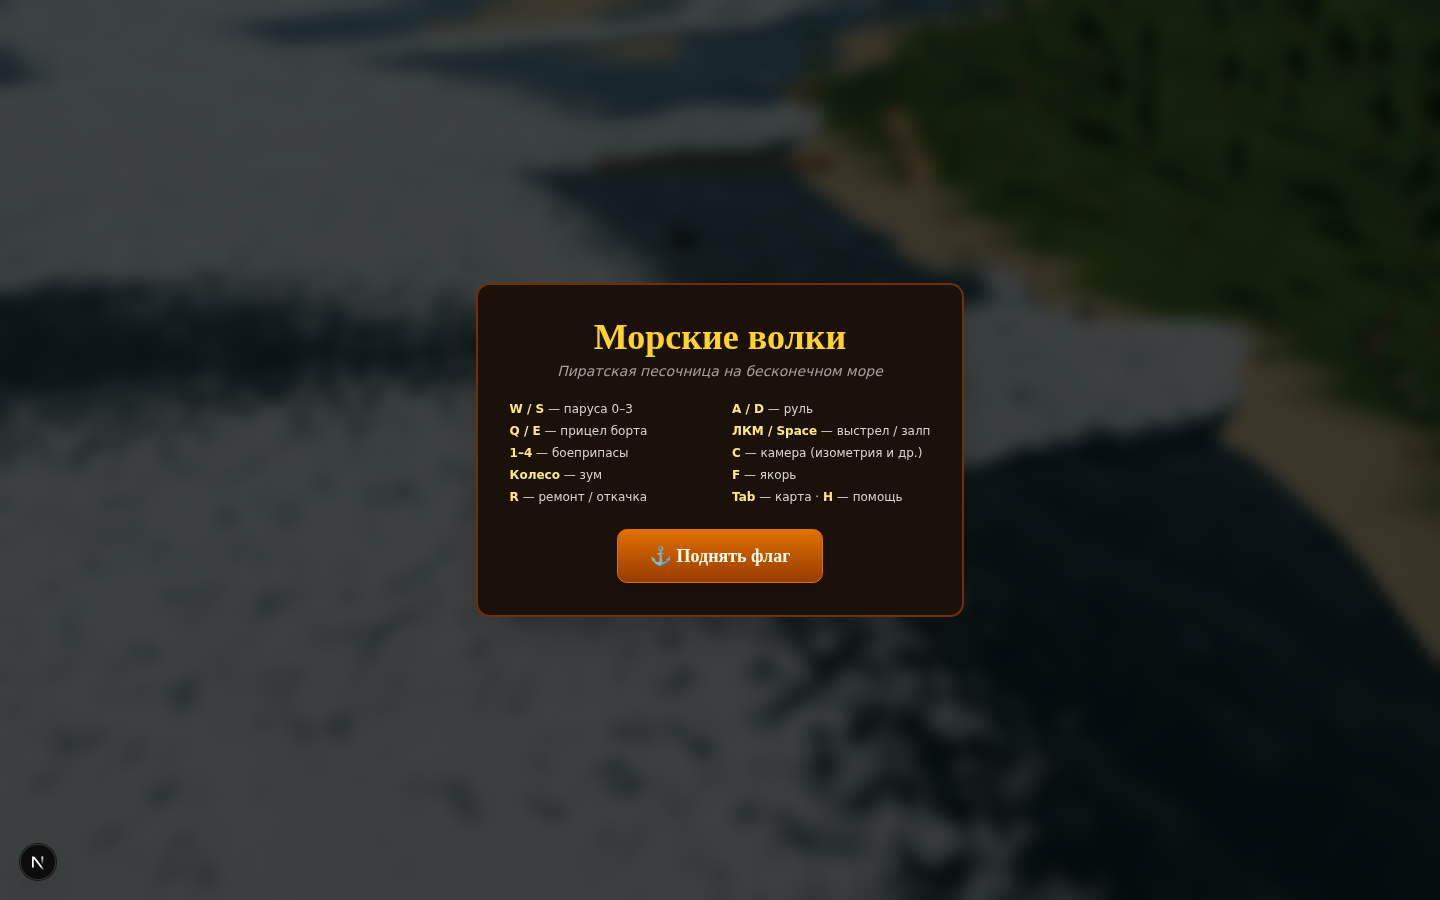 Морские волки
Пиратская песочница на бесконечном море
W / S — паруса 0–3
A / D — руль
Q / E — прицел борта
ЛКМ / Space — выстрел / залп
1–4 — боеприпасы
C — камера (изометрия и др.)
Колесо — зум
F — якорь
R — ремонт / откачка
Tab — карта · H — помощь
⚓ Поднять флаг
N